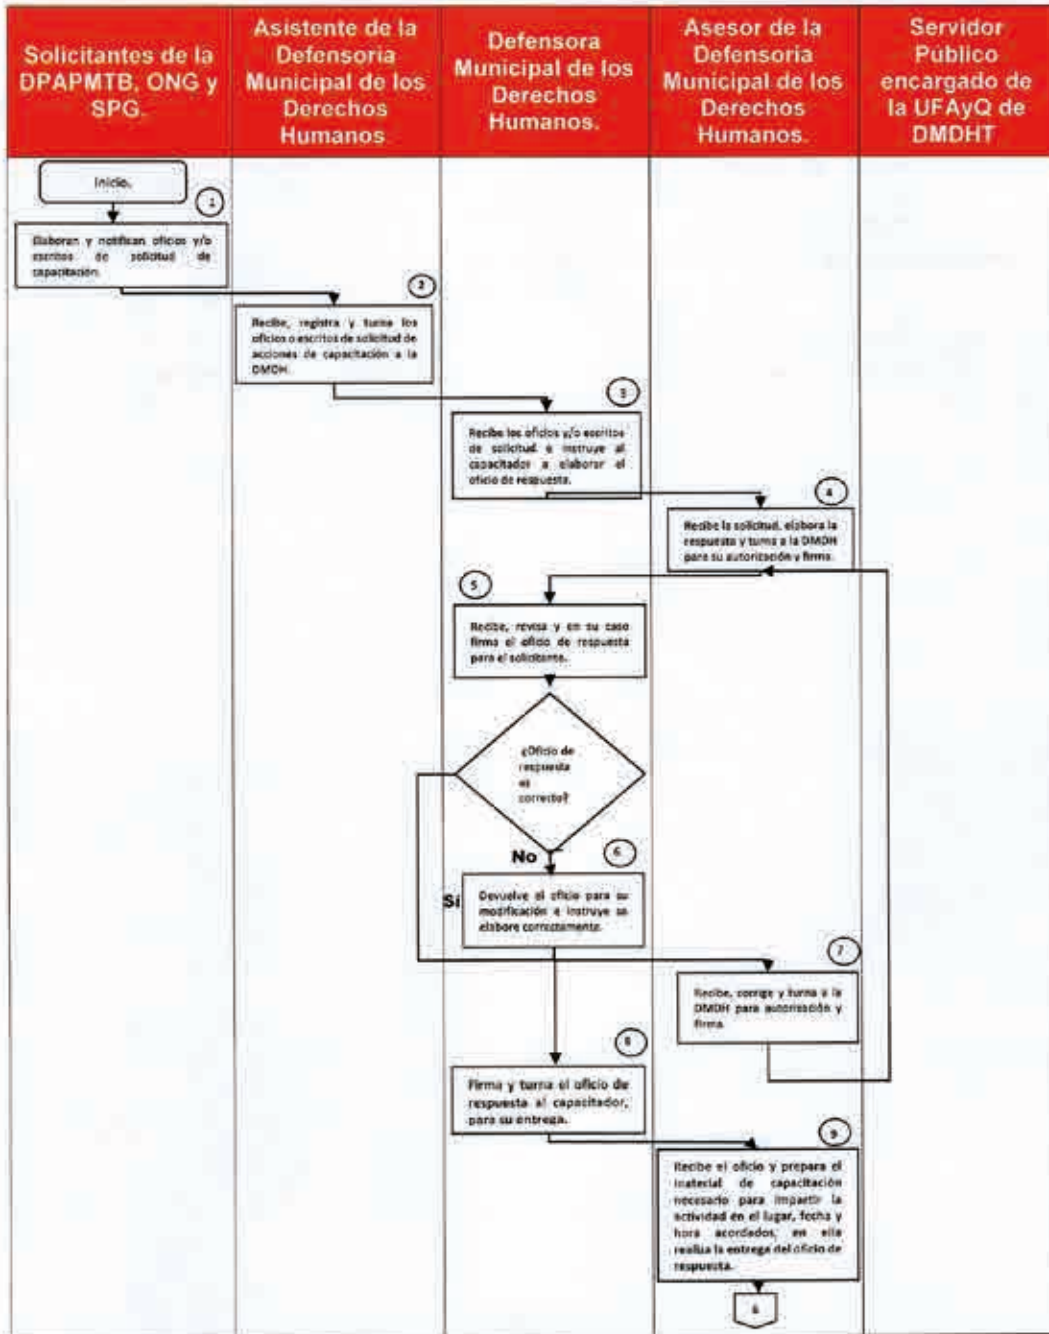 Solicitantes de la
DPAPMTB, ONG y
SPG.
Asistente de la
Defensoría
Municipal de los
Derechos
Humanos
Defensora
Municipal de los
Derechos
Humanos.
Asesor de la
Defensoría
Municipal de los
Derechos
Humanos.
Servidor
Público
encargado de
la UFAyQ de
DMDHT
Inicio.
1
Elaboran y notifican oficios y/o
escritos de solicitud de
capacitación.
2
Recibe, registra y turna los
oficios o escritos de solicitud de
acciones de capacitación a la
DMDH.
3
Recibe los oficios y/o escritos
de solicitud e instruye al
capacitador a elaborar el
oficio de respuesta.
4
Recibe la solicitud, elabora la
respuesta y turna a la DMDH
para su autorización y firma.
5
Recibe, revisa y en su caso
firma el oficio de respuesta
para el solicitante.
¿Oficio de
respuesta
es
correcto?
No
6
Sí
Devuelve el oficio para su
modificación e instruye se
elabore correctamente.
7
Recibe, corrige y turna a la
DMDH para autorización y
firma.
8
Firma y turna el oficio de
respuesta al capacitador,
para su entrega.
9
Recibe el oficio y prepara el
material de capacitación
necesario para impartir la
actividad en el lugar, fecha y
hora acordados, en ella
realiza la entrega del oficio de
respuesta.